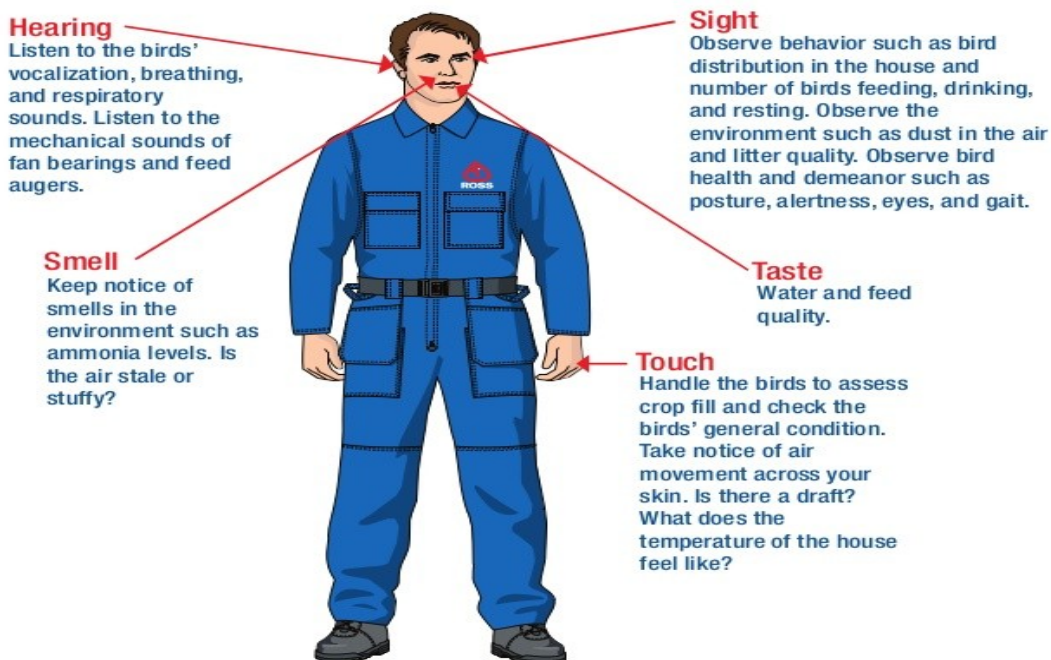 Hearing
Listen to the birds’
vocalization, breathing,
and respiratory
sounds. Listen to the
mechanical sounds of
fan bearings and feed
augers.
Sight
Observe behavior such as bird
distribution in the house and
number of birds feeding, drinking,
and resting. Observe the
environment such as dust in the air
and litter quality. Observe bird
health and demeanor such as
posture, alertness, eyes, and gait.
ROSS
Smell
Keep notice of
smells in the
environment such as
ammonia levels. Is
the air stale or
stuffy?
Taste
Water and feed
quality.
Touch
Handle the birds to assess
crop fill and check the
birds’ general condition.
Take notice of air
movement across your
skin. Is there a draft?
What does the
temperature of the house
feel like?